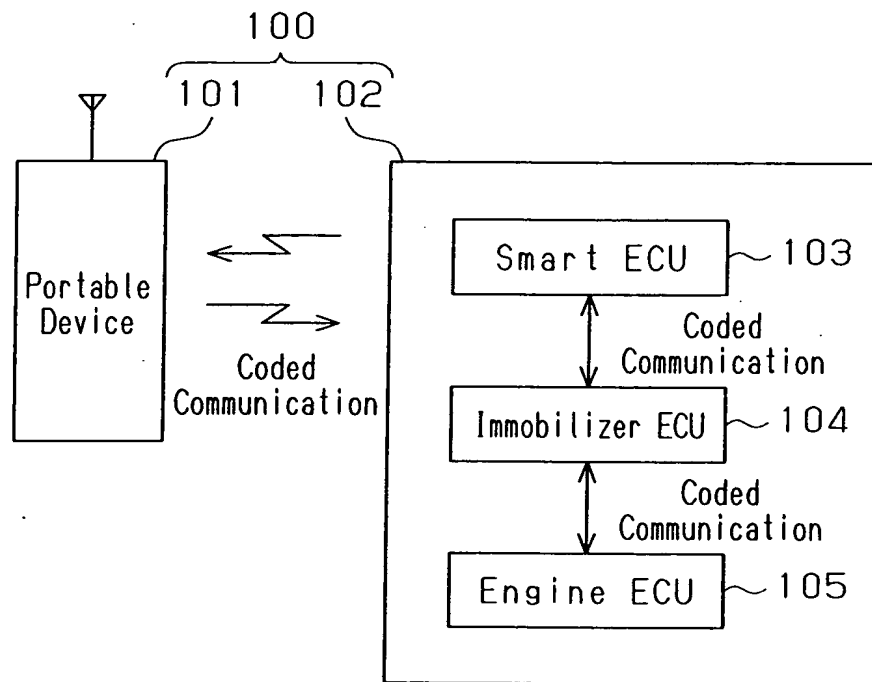 100
101
102
Portable
Device
Coded
Communication
Smart ECU
103
Coded
Communication
Immobilizer ECU
104
Coded
Communication
Engine ECU
105